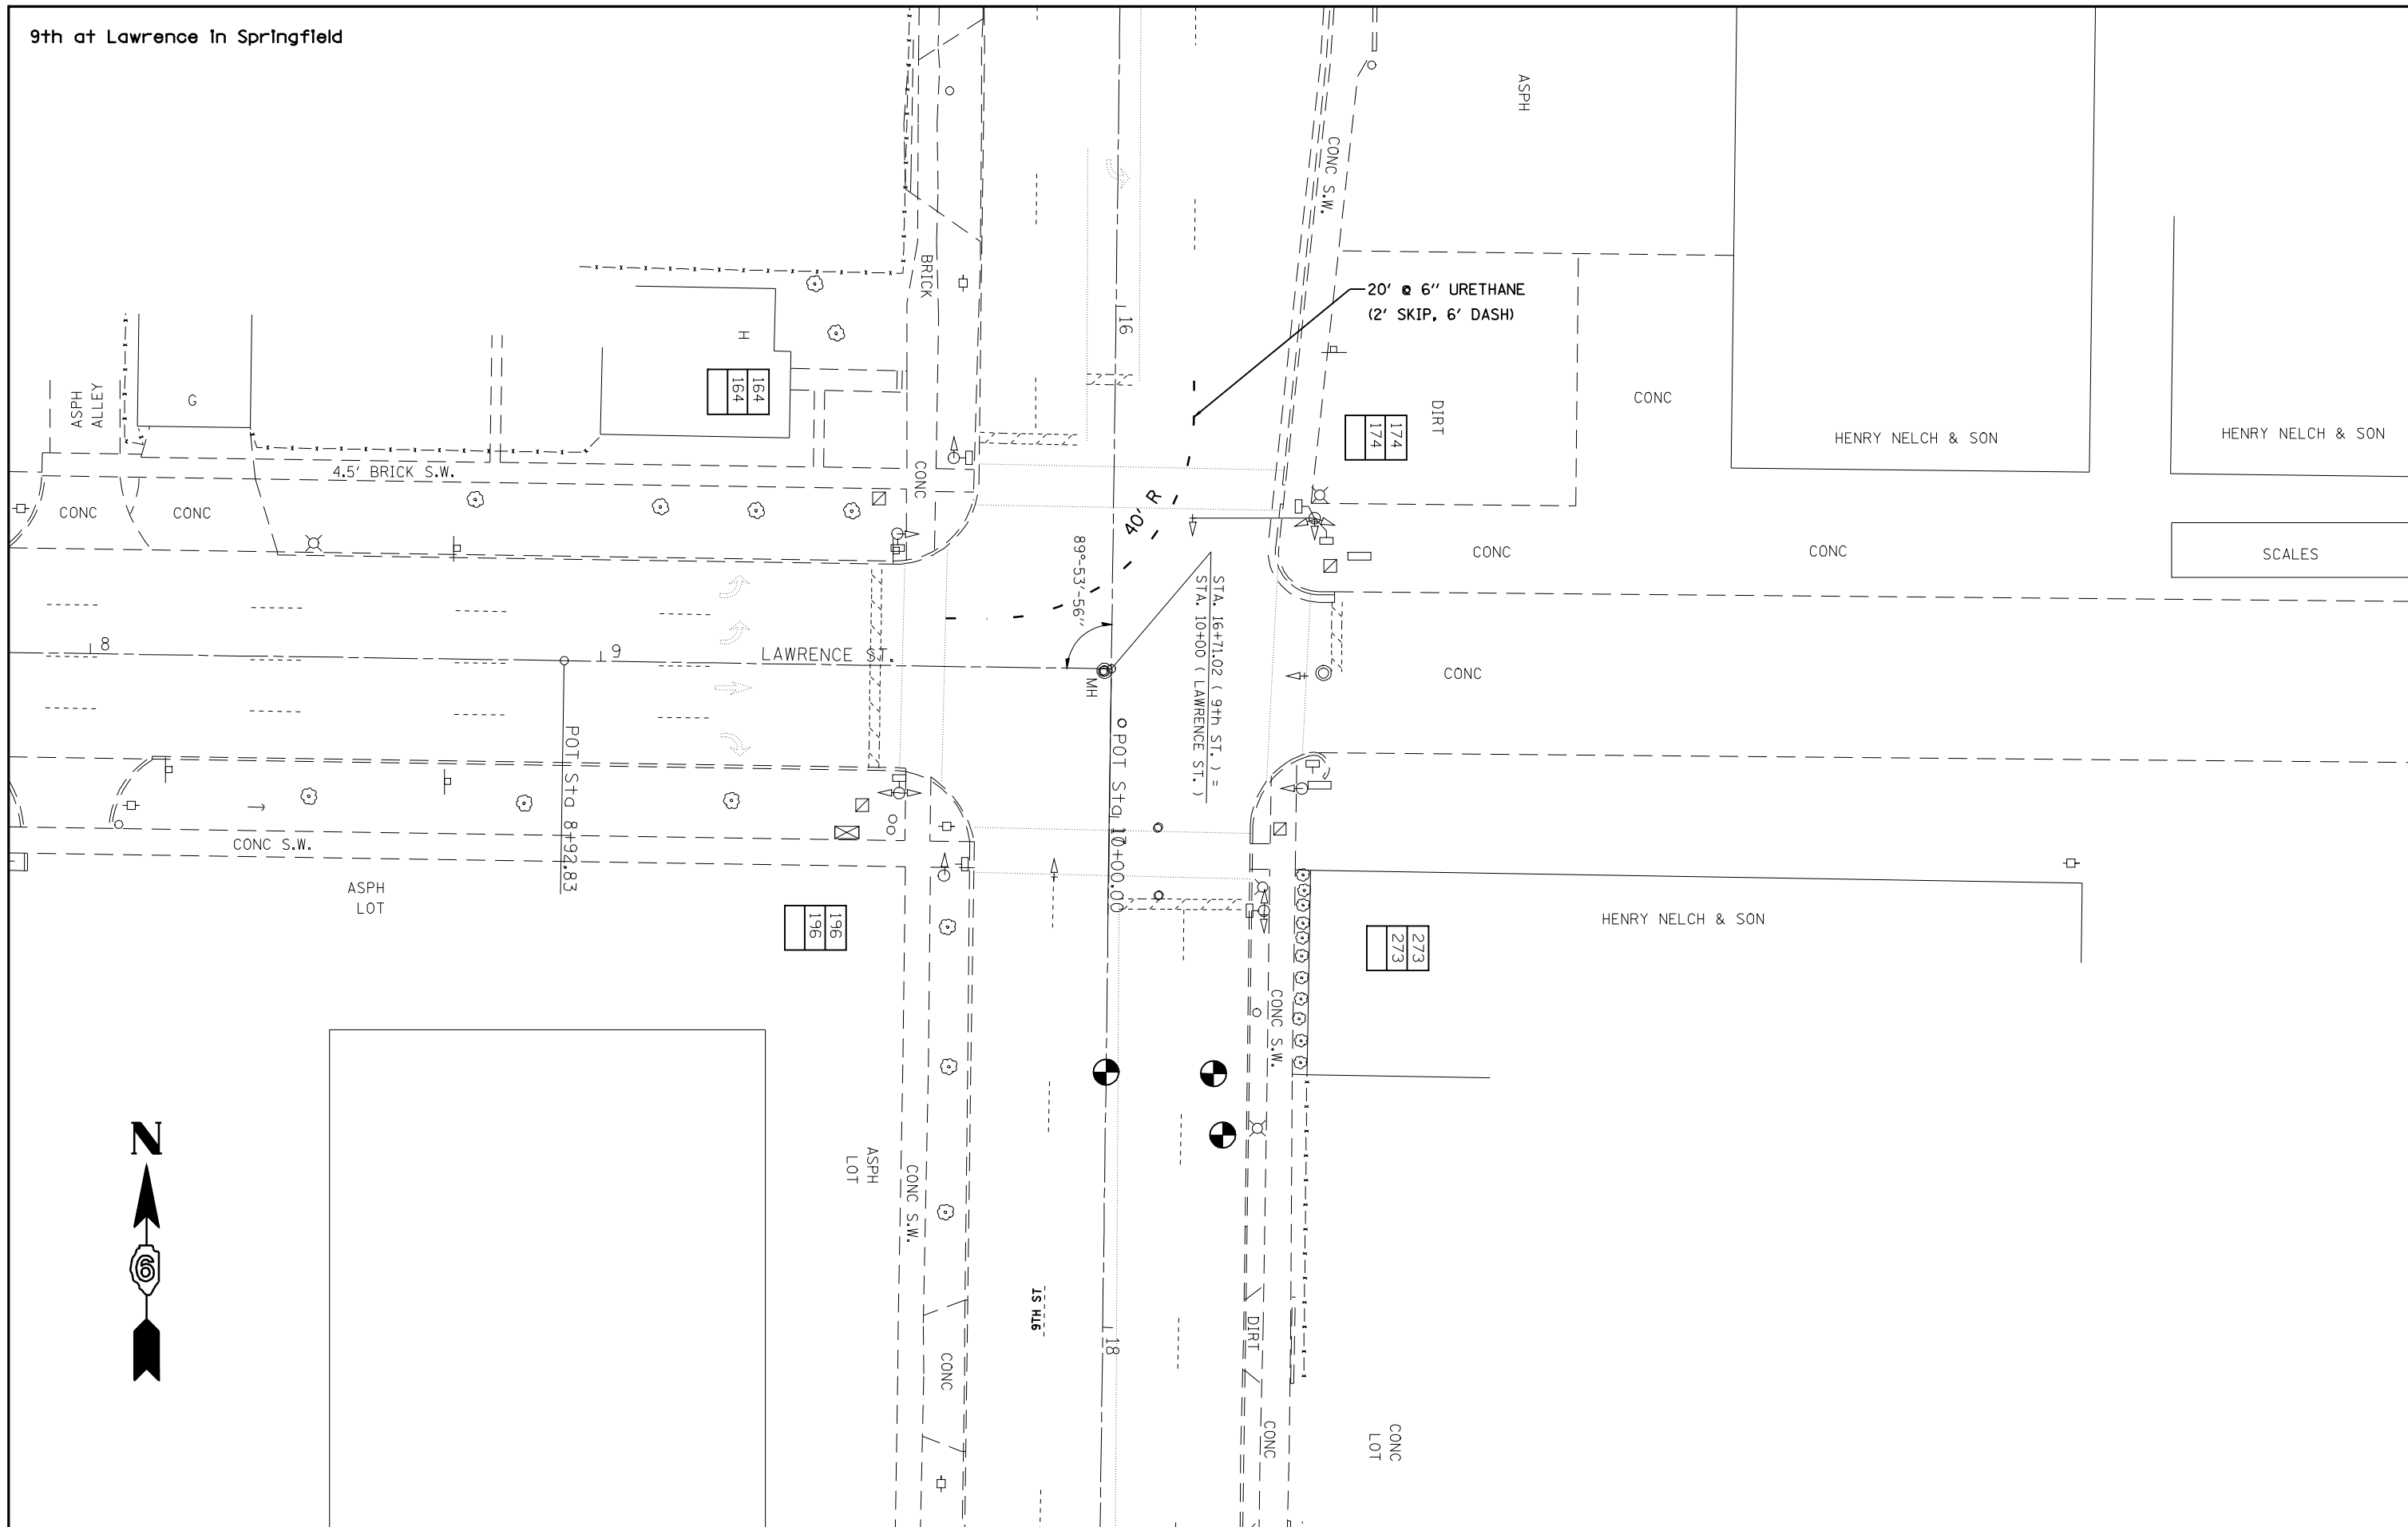 9th at Lawrence in Springfield
ASPH
CONC S.W.
BRICK
20' @ 6" URETHANE
(2' SKIP, 6' DASH)
16
H
164
164
174
174
DIRT
CONC
HENRY NELCH & SON
HENRY NELCH & SON
ASPH
ALLEY
G
4.5' BRICK S.W.
CONC
CONC
CONC
40' R
89°-53'-56"
STA. 16+71.02 ( 9th ST. ) =
STA. 10+00 ( LAWRENCE ST. )
CONC
CONC
SCALES
8
9
LAWRENCE ST.
MH
CONC
POT Sta 8+92.83
POT Sta 10+00.00
17
CONC S.W.
ASPH
LOT
196
196
273
273
HENRY NELCH & SON
CONC S.W.
N
6
ASPH
LOT
CONC S.W.
9TH ST
18
DIRT
CONC
CONC
CONC
LOT